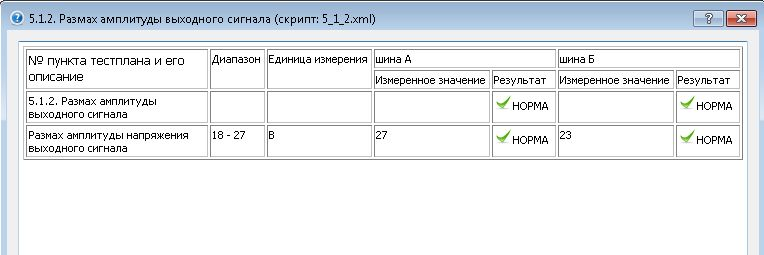 5.1.2. Размах амплитуды выходного сигнала (скрипт: 5_1_2.xml)
№ пункта тестплана и его описание
Диапазон
Единица измерения
шина А
шина Б
Измеренное значение
Результат
Измеренное значение
Результат
5.1.2. Размах амплитуды
выходного сигнала
НОРМА
НОРМА
Размах амплитуды напряжения
выходного сигнала
18 - 27
В
27
НОРМА
23
НОРМА